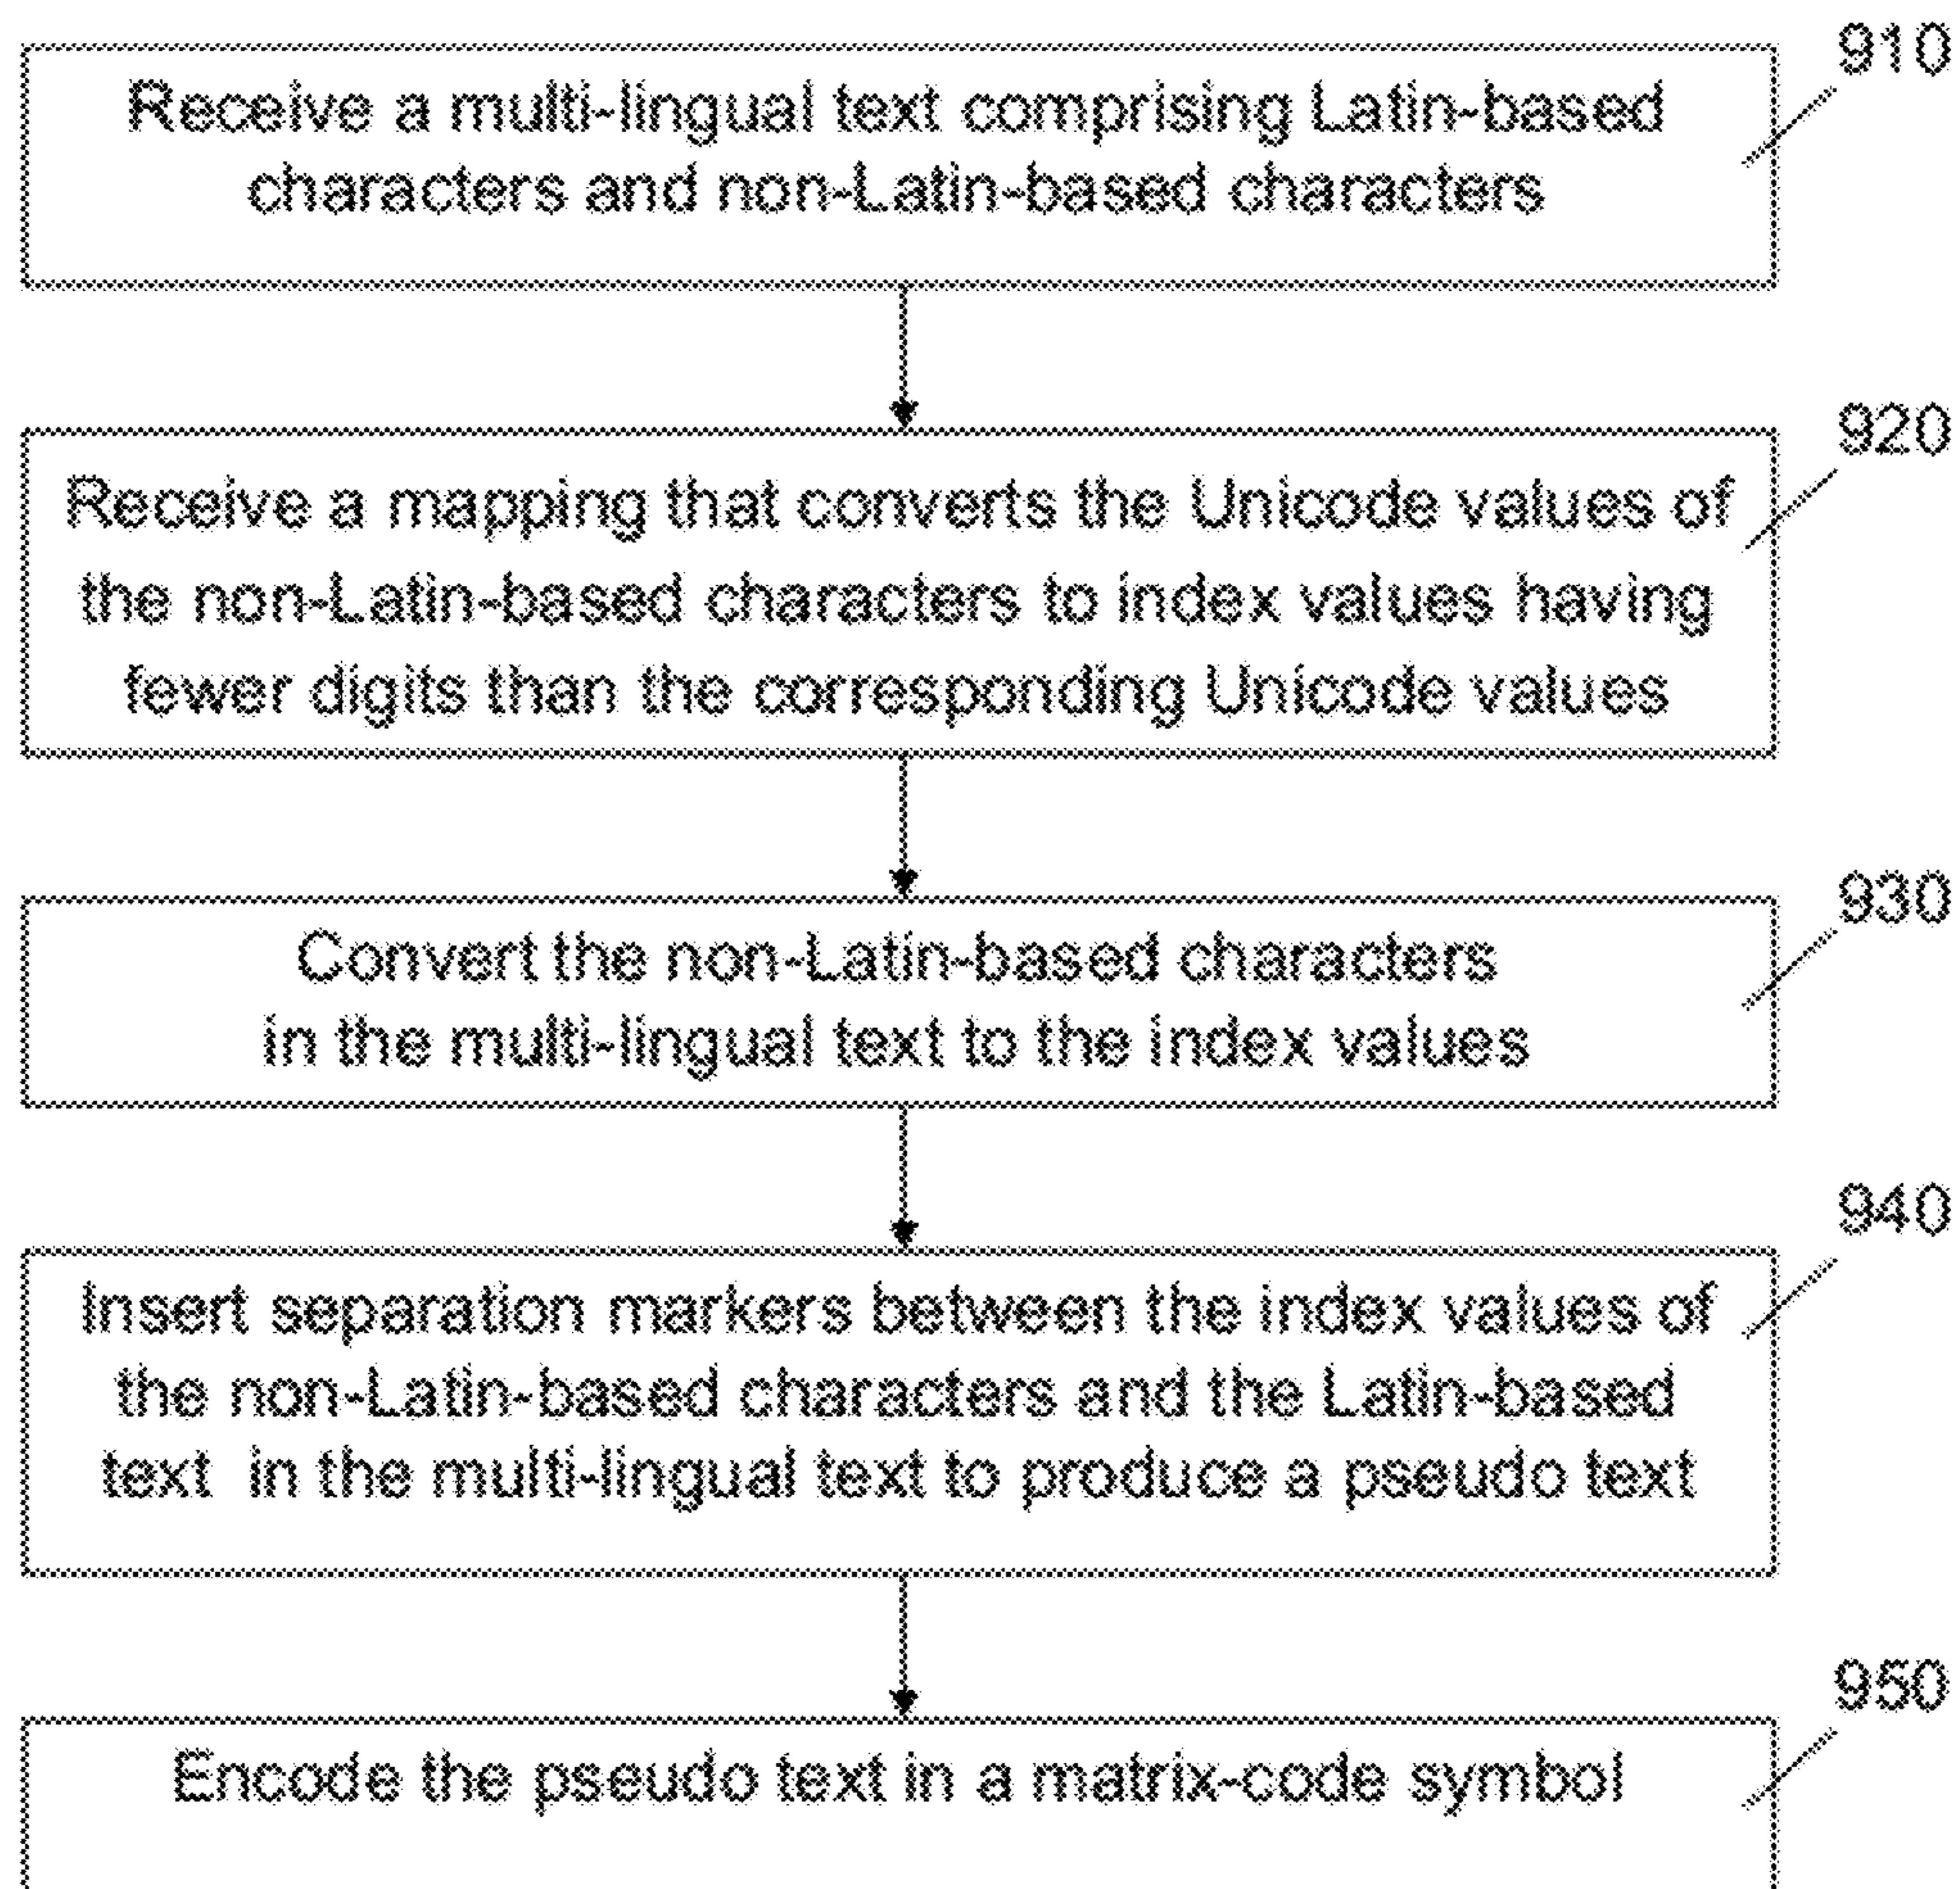 910
Receive a multi-lingual text comprising Latin-based
characters and non-Latin-based characters
920
Receive a mapping that converts the Unicode values of
the non-Latin-based characters to index values having
fewer digits than the corresponding Unicode values
930
Convert the non-Latin-based characters
in the multi-lingual text to the index values
940
Insert separation markers between the index values of
the non-Latin-based characters and the Latin-based
text in the multi-lingual text to produce a pseudo text
950
Encode the pseudo text in a matrix-code symbol